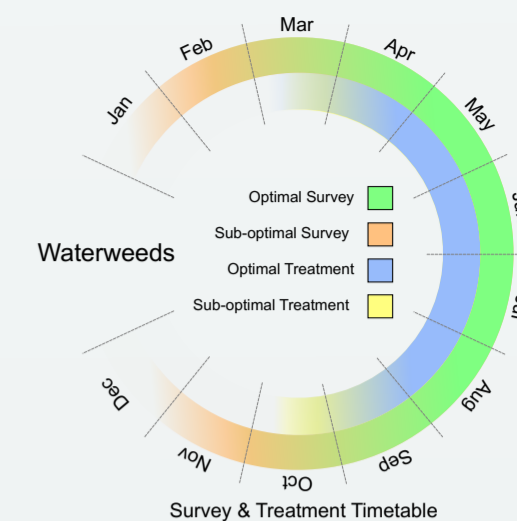 Mar
Feb
Apr
Jan
May
Optimal Survey
Sub-optimal Survey
Waterweeds
Optimal Treatment
Sub-optimal Treatment
Dec
Aug
Nov
Sep
Oct
Survey & Treatment Timetable